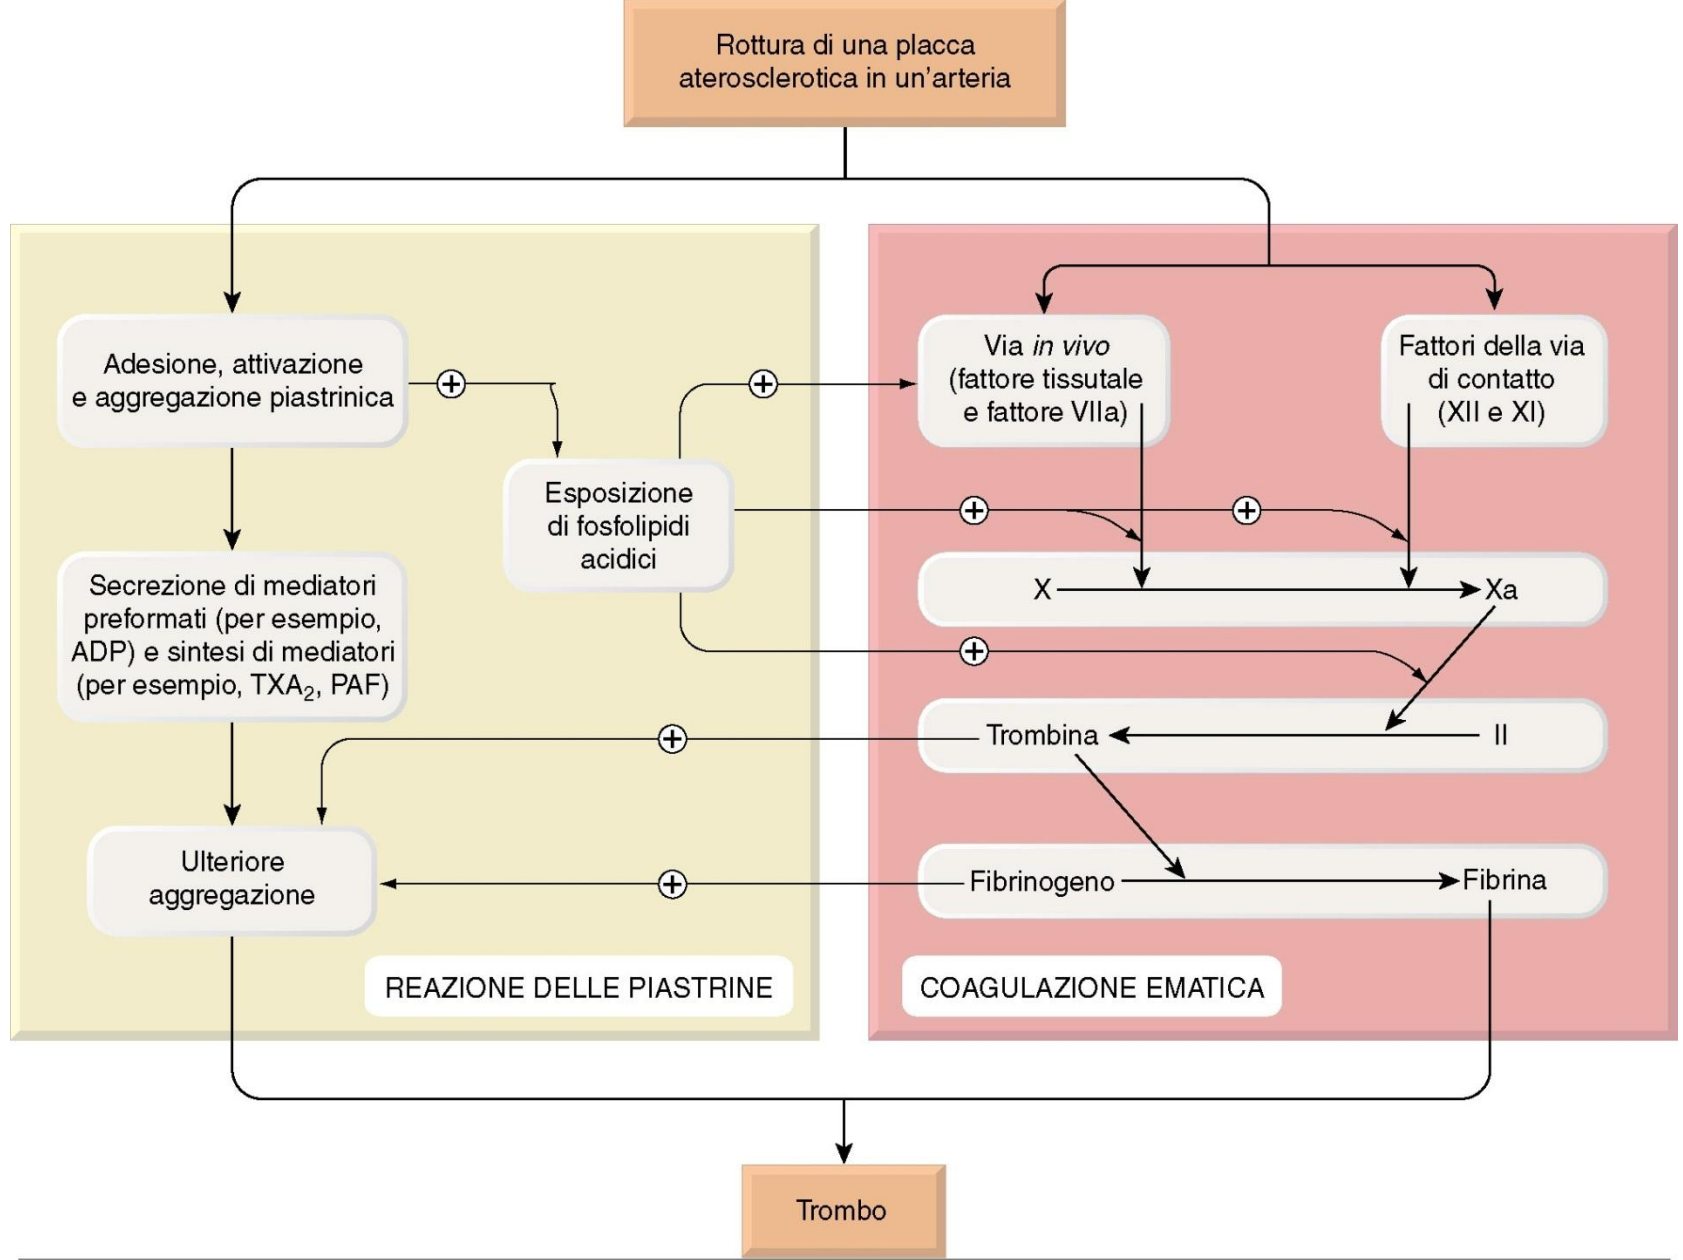 Rottura di una placca
aterosclerotica in un'arteria
Adesione, attivazione
e aggregazione piastrinica
Esposizione
di fosfolipidi
acidici
Secrezione di mediatori
preformati (per esempio,
ADP) e sintesi di mediatori
(per esempio, TXA₂, PAF)
Ulteriore
aggregazione
REAZIONE DELLE PIASTRINE
Via in vivo
(fattore tissutale
e fattore VIIa)
Fattori della via
di contatto
(XII e XI)
X Xa
Trombina II
Fibrinogeno Fibrina
COAGULAZIONE EMATICA
Trombo